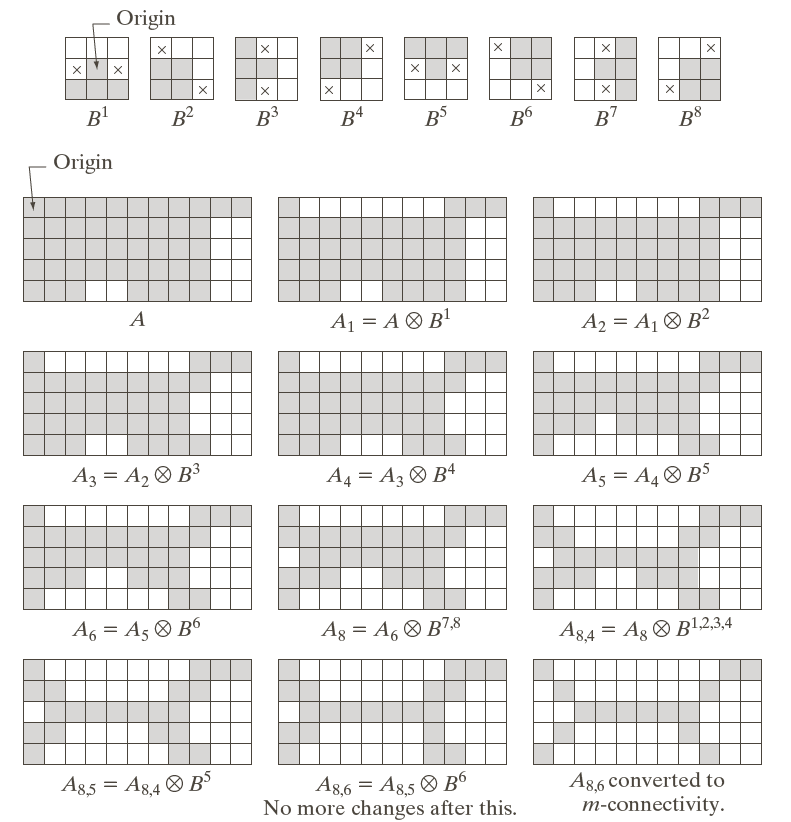 Origin
× × × × × × × × × × × × × × × ×
B¹ B² B³ B⁴ B⁵ B⁶ B⁷ B⁸
Origin
A A₁ = A ⊗ B¹ A₂ = A₁ ⊗ B²
A₃ = A₂ ⊗ B³ A₄ = A₃ ⊗ B⁴ A₅ = A₄ ⊗ B⁵
A₆ = A₅ ⊗ B⁶ A₈ = A₆ ⊗ B⁷,⁸ A₈,₄ = A₈ ⊗ B¹,²,³,⁴
A₈,₅ = A₈,₄ ⊗ B⁵ A₈,₆ = A₈,₅ ⊗ B⁶ A₈,₆ converted to
No more changes after this. m-connectivity.